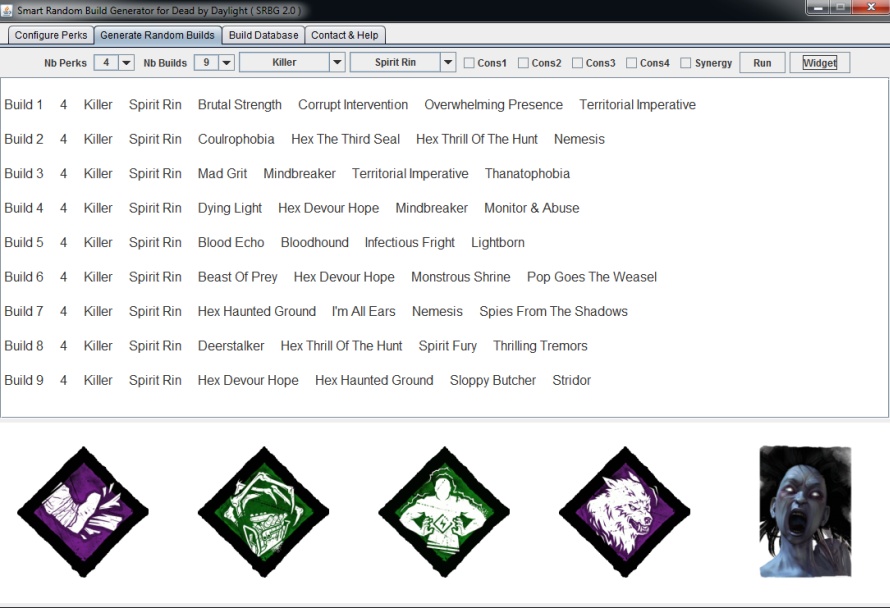 Smart Random Build Generator for Dead by Daylight ( SRBG 2.0 )
Configure Perks Generate Random Builds Build Database Contact & Help
Nb Perks 4 Nb Builds 9 Killer Spirit Rin Cons1 Cons2 Cons3 Cons4 Synergy Run Widget
Build 1 4 Killer Spirit Rin Brutal Strength Corrupt Intervention Overwhelming Presence Territorial Imperative
Build 2 4 Killer Spirit Rin Coulrophobia Hex The Third Seal Hex Thrill Of The Hunt Nemesis
Build 3 4 Killer Spirit Rin Mad Grit Mindbreaker Territorial Imperative Thanatophobia
Build 4 4 Killer Spirit Rin Dying Light Hex Devour Hope Mindbreaker Monitor & Abuse
Build 5 4 Killer Spirit Rin Blood Echo Bloodhound Infectious Fright Lightborn
Build 6 4 Killer Spirit Rin Beast Of Prey Hex Devour Hope Monstrous Shrine Pop Goes The Weasel
Build 7 4 Killer Spirit Rin Hex Haunted Ground I'm All Ears Nemesis Spies From The Shadows
Build 8 4 Killer Spirit Rin Deerstalker Hex Thrill Of The Hunt Spirit Fury Thrilling Tremors
Build 9 4 Killer Spirit Rin Hex Devour Hope Hex Haunted Ground Sloppy Butcher Stridor